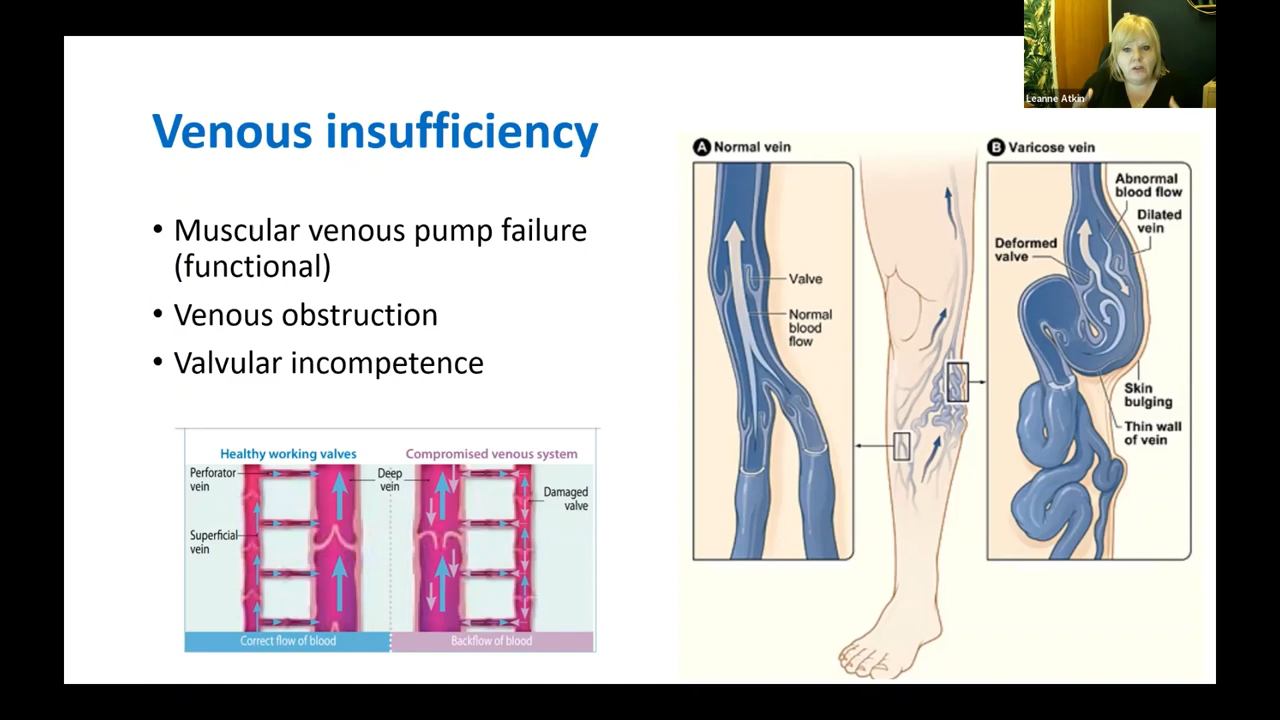 Leanne Atkin
Venous insufficiency
• Muscular venous pump failure
(functional)
• Venous obstruction
• Valvular incompetence
Healthy working valves
Compromised venous system
Perforator
vein
Deep
vein
Damaged
valve
Superficial
vein
Correct flow of blood
Backflow of blood
A Normal vein
Valve
Normal
blood
flow
B Varicose vein
Abnormal
blood flow
Dilated
vein
Deformed
valve
Skin
bulging
Thin wall
of vein